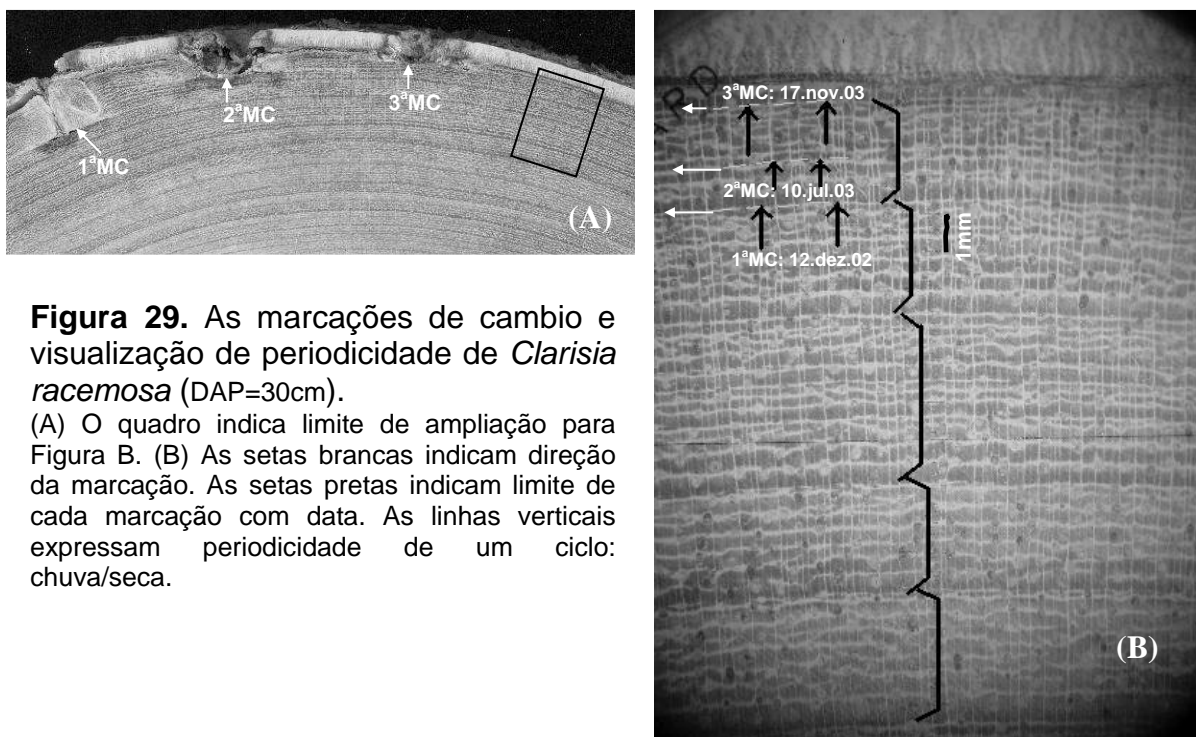 1ªMC
2ªMC
3ªMC
(A)
Figura 29. As marcações de cambio e
visualização de periodicidade de Clarisia
racemosa (DAP=30cm).
(A) O quadro indica limite de ampliação para
Figura B. (B) As setas brancas indicam direção
da marcação. As setas pretas indicam limite de
cada marcação com data. As linhas verticais
expressam periodicidade de um ciclo:
chuva/seca.
3ªMC: 17.nov.03
2ªMC: 10.jul.03
1ªMC: 12.dez.02
1mm
(B)